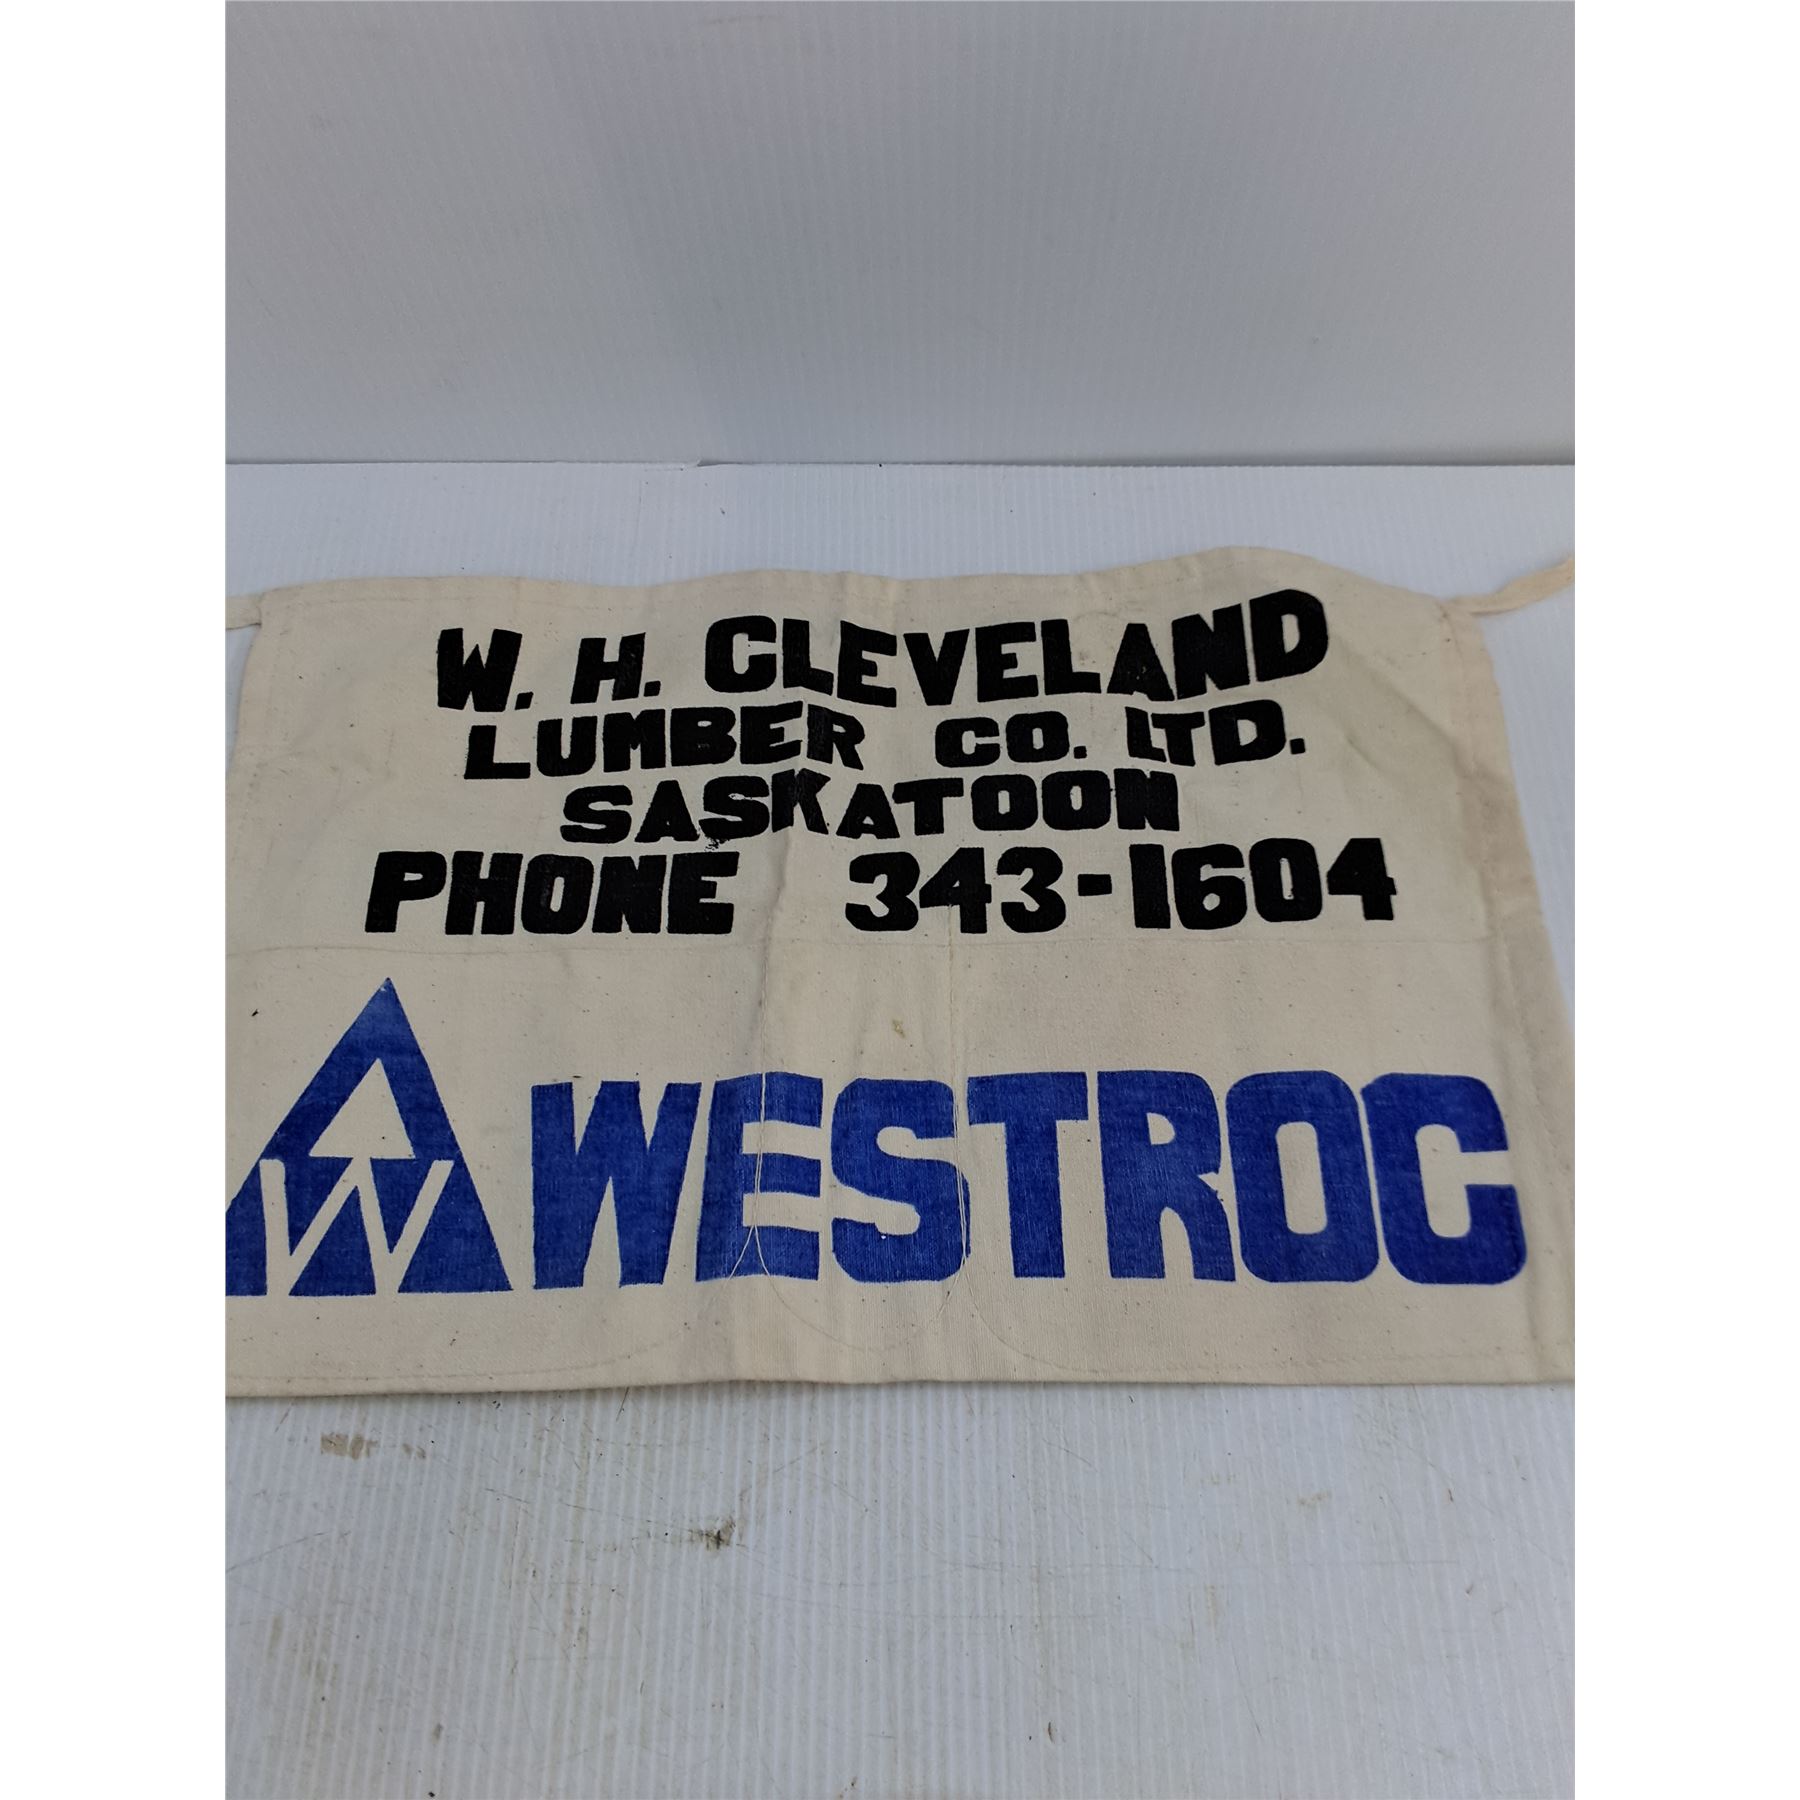 W. H. CLEVELAND
LUMBER CO. LTD.
SASKATOON
PHONE 343-1604
W WESTROC